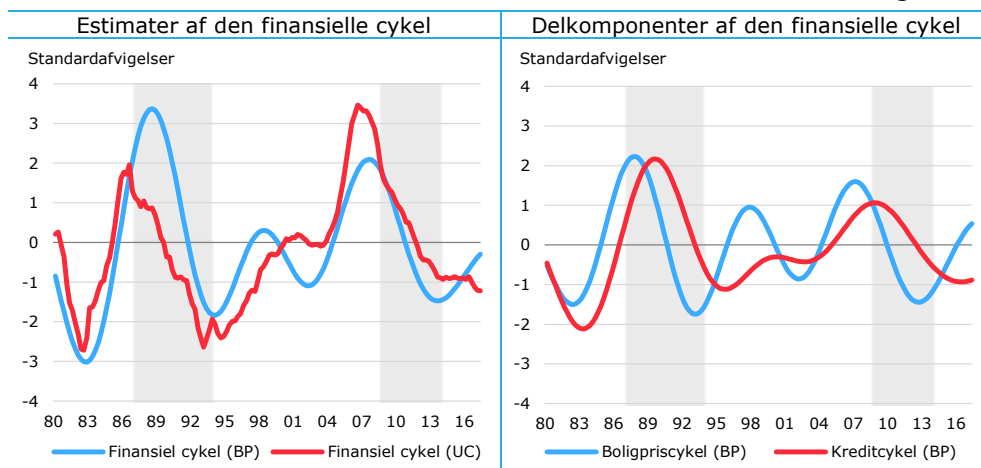 Estimater af den finansielle cykel
Standardafvigelser
4
3
2
1
0
-1
-2
-3
-4
80 83 86 89 92 95 98 01 04 07 10 13 16
Finansiel cykel (BP) Finansiel cykel (UC)
Delkomponenter af den finansielle cykel
Standardafvigelser
4
3
2
1
0
-1
-2
-3
-4
80 83 86 89 92 95 98 01 04 07 10 13 16
Boligpriscykel (BP) Kreditcykel (BP)